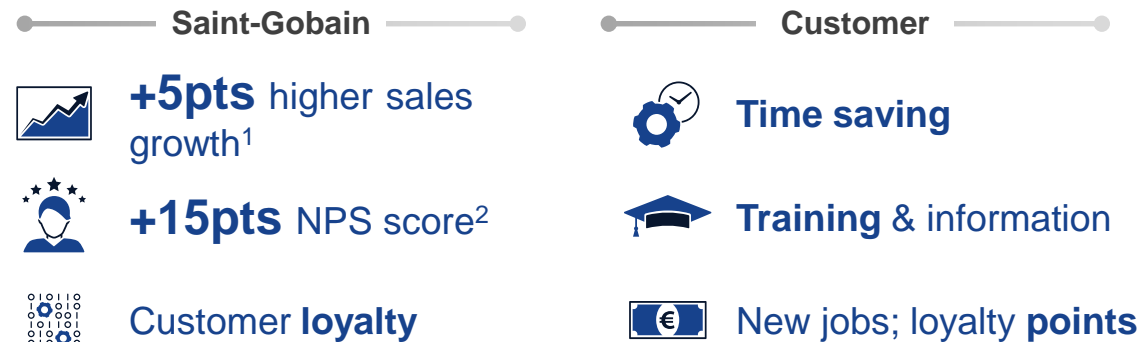 Saint-Gobain
+5pts higher sales
growth¹
+15pts NPS score²
Customer loyalty
Customer
Time saving
Training & information
€
New jobs; loyalty points